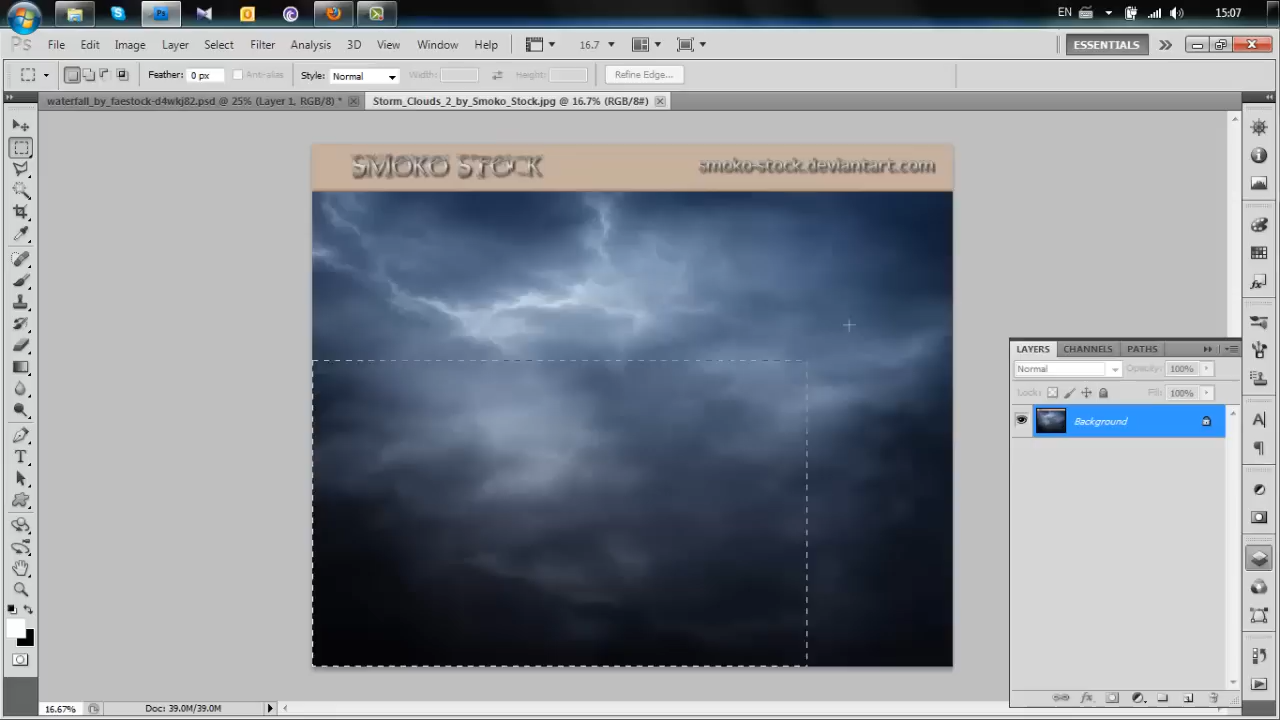 EN 15:07
Ps File Edit Image Layer Select Filter Analysis 3D View Window Help 16.7 ESSENTIALS
Feather: 0 px Anti-alias Style: Normal Width: Height: Refine Edge...
waterfall_by_faestock-d4wkj82.psd @ 25% (Layer 1, RGB/8) * Storm_Clouds_2_by_Smoko_Stock.jpg @ 16.7% (RGB/8#)
SMOKO STOCK smoko-stock.deviantart.com
LAYERS CHANNELS PATHS
Normal Opacity: 100%
Lock: Fill: 100%
Background
16.67% Doc: 39.0M/39.0M